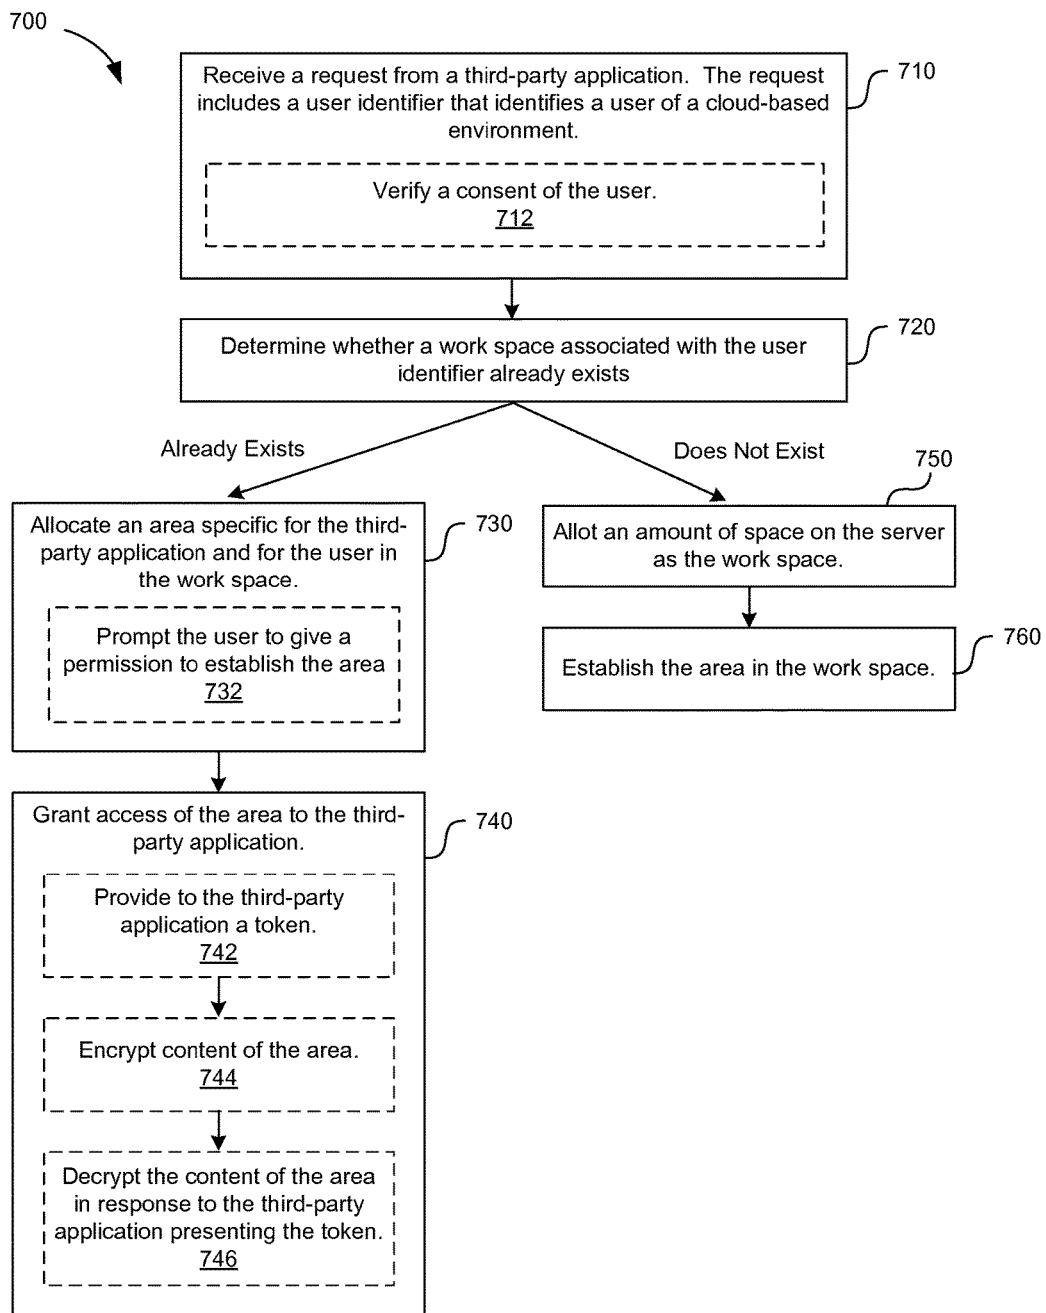 700
Receive a request from a third-party application. The request
includes a user identifier that identifies a user of a cloud-based
environment.
710
Verify a consent of the user.
712
Determine whether a work space associated with the user
identifier already exists
720
Already Exists
Does Not Exist
Allocate an area specific for the third-
party application and for the user in
the work space.
730
Prompt the user to give a
permission to establish the area
732
750
Allot an amount of space on the server
as the work space.
Establish the area in the work space.
760
Grant access of the area to the third-
party application.
740
Provide to the third-party
application a token.
742
Encrypt content of the area.
744
Decrypt the content of the area
in response to the third-party
application presenting the token.
746